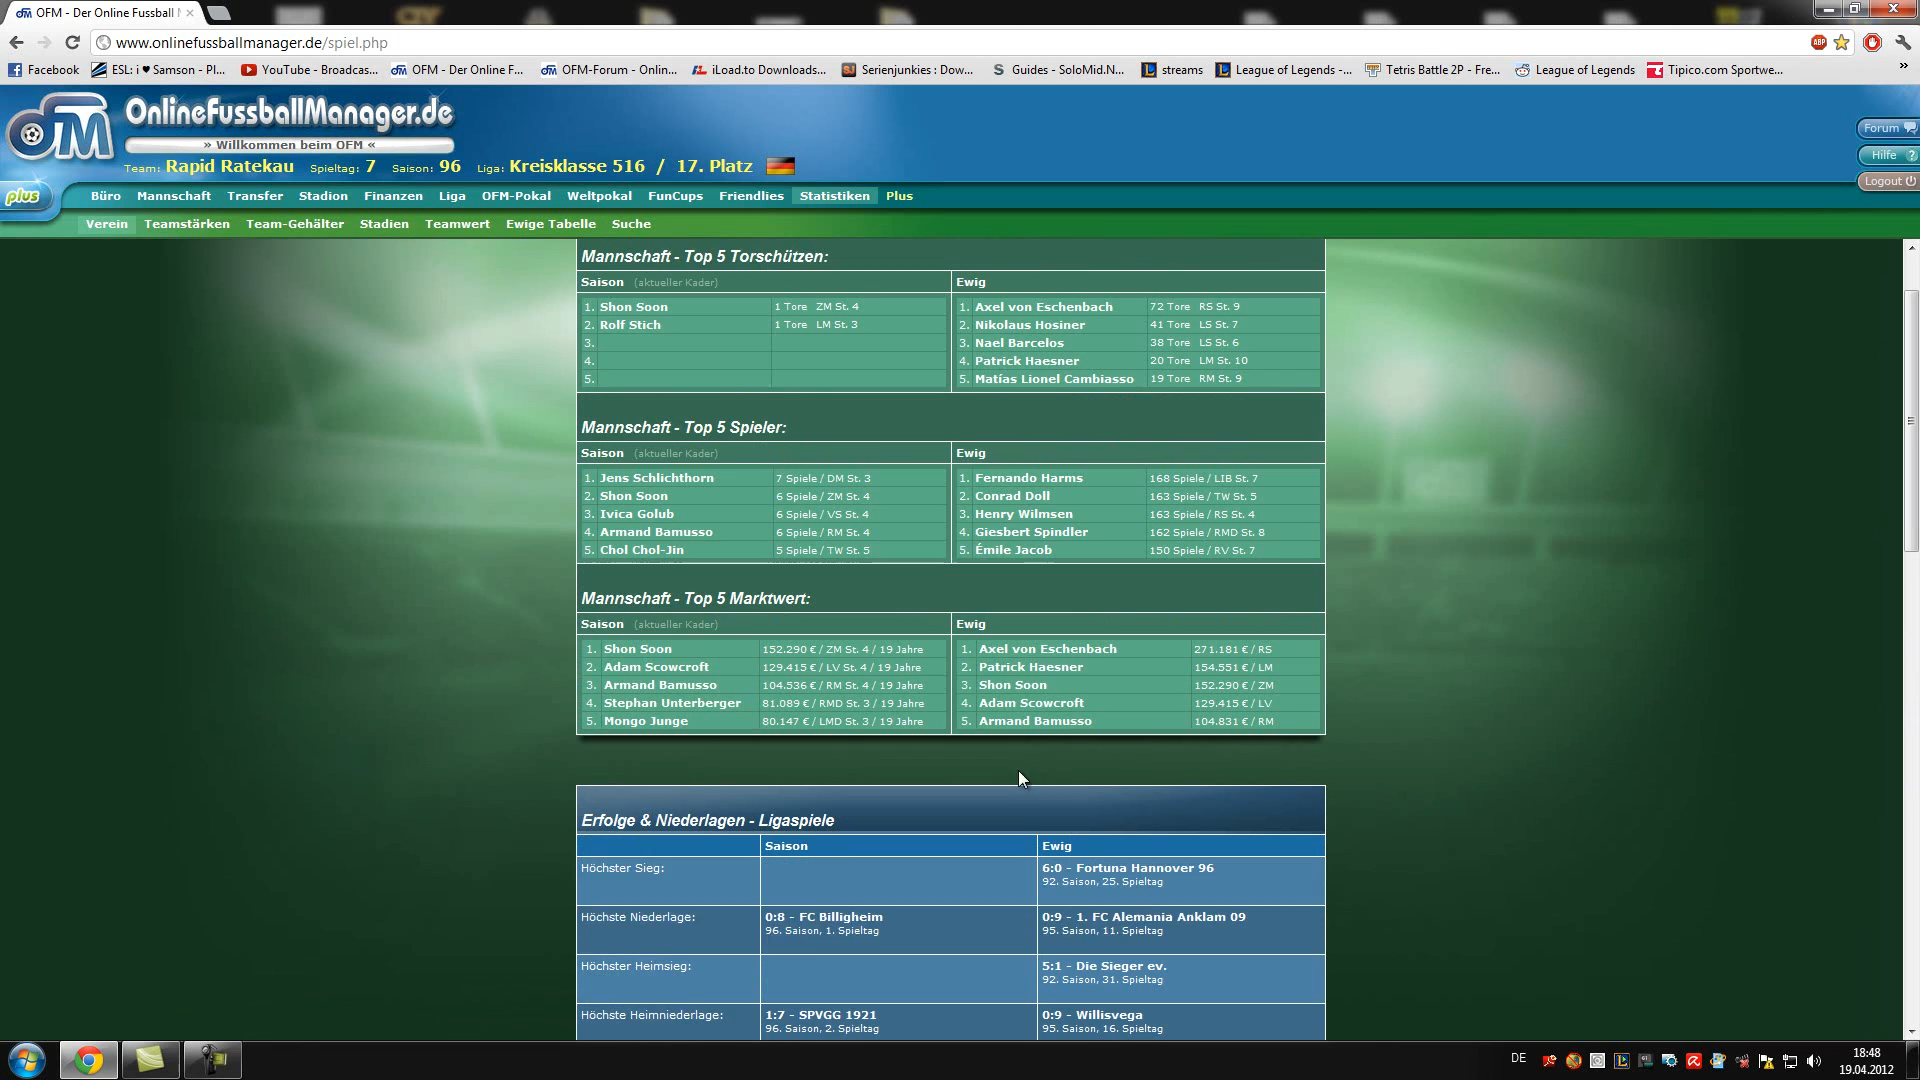 OFM - Der Online Fussball
www.onlinefussballmanager.de/spiel.php
ABP
Facebook
ESL: i ♥ Samson - Pl...
YouTube - Broadcas...
OFM - Der Online F...
OFM-Forum - Onlin...
iLoad.to Downloads...
Serienjunkies : Dow...
Guides - SoloMid.N...
streams
League of Legends -...
Tetris Battle 2P - Fre...
League of Legends
Tipico.com Sportwe...
»
OFM
OnlineFussballManager.de
» Willkommen beim OFM «
Team: Rapid Ratekau Spieltag: 7 Saison: 96 Liga: Kreisklasse 516 / 17. Platz
Forum
Hilfe ?
Logout
plus
Büro Mannschaft Transfer Stadion Finanzen Liga OFM-Pokal Weltpokal FunCups Friendlies Statistiken Plus
Verein Teamstärken Team-Gehälter Stadien Teamwert Ewige Tabelle Suche
Mannschaft - Top 5 Torschützen:
Saison (aktueller Kader) Ewig
1. Shon Soon 1 Tore ZM St. 4 1. Axel von Eschenbach 72 Tore RS St. 9
2. Rolf Stich 1 Tore LM St. 3 2. Nikolaus Hosiner 41 Tore LS St. 7
3. 3. Nael Barcelos 38 Tore LS St. 6
4. 4. Patrick Haesner 20 Tore LM St. 10
5. 5. Matías Lionel Cambiasso 19 Tore RM St. 9
Mannschaft - Top 5 Spieler:
Saison (aktueller Kader) Ewig
1. Jens Schlichthorn 7 Spiele / DM St. 3 1. Fernando Harms 168 Spiele / LIB St. 7
2. Shon Soon 6 Spiele / ZM St. 4 2. Conrad Doll 163 Spiele / TW St. 5
3. Ivica Golub 6 Spiele / VS St. 4 3. Henry Wilmsen 163 Spiele / RS St. 4
4. Armand Bamusso 6 Spiele / RM St. 4 4. Giesbert Spindler 162 Spiele / RMD St. 8
5. Chol Chol-Jin 5 Spiele / TW St. 5 5. Émile Jacob 150 Spiele / RV St. 7
Mannschaft - Top 5 Marktwert:
Saison (aktueller Kader) Ewig
1. Shon Soon 152.290 € / ZM St. 4 / 19 Jahre 1. Axel von Eschenbach 271.181 € / RS
2. Adam Scowcroft 129.415 € / LV St. 4 / 19 Jahre 2. Patrick Haesner 154.551 € / LM
3. Armand Bamusso 104.536 € / RM St. 4 / 19 Jahre 3. Shon Soon 152.290 € / ZM
4. Stephan Unterberger 81.089 € / RMD St. 3 / 19 Jahre 4. Adam Scowcroft 129.415 € / LV
5. Mongo Junge 80.147 € / LMD St. 3 / 19 Jahre 5. Armand Bamusso 104.831 € / RM
Erfolge & Niederlagen - Ligaspiele
Saison Ewig
Höchster Sieg: 6:0 - Fortuna Hannover 96
92. Saison, 25. Spieltag
Höchste Niederlage: 0:8 - FC Billigheim 0:9 - 1. FC Alemania Anklam 09
96. Saison, 1. Spieltag 95. Saison, 11. Spieltag
Höchster Heimsieg: 5:1 - Die Sieger ev.
92. Saison, 31. Spieltag
Höchste Heimniederlage: 1:7 - SPVGG 1921 0:9 - Willisvega
96. Saison, 2. Spieltag 95. Saison, 16. Spieltag
DE
18:48
19.04.2012